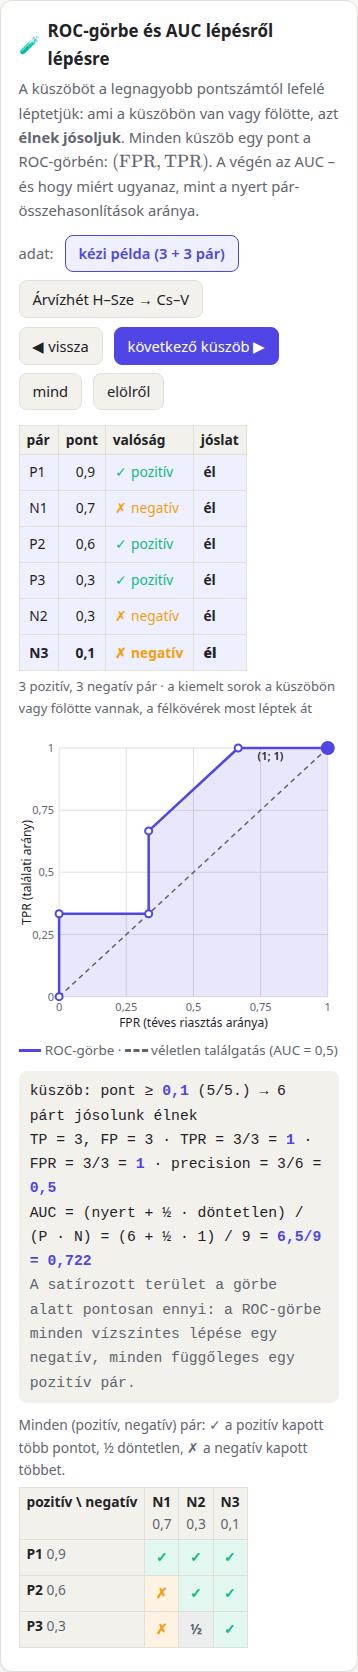 🧪 ROC-görbe és AUC lépésről
lépésre
A küszöböt a legnagyobb pontszámtól lefelé
léptetjük: ami a küszöbön van vagy fölötte, azt
élnek jósoljuk. Minden küszöb egy pont a
ROC-görbén: (FPR, TPR). A végén az AUC –
és hogy miért ugyanaz, mint a nyert pár-
összehasonlítások aránya.
adat: kézi példa (3 + 3 pár)
Árvízhét H–Sze → Cs–V
◀ vissza következő küszöb ▶
mind elölről
pár pont valóság jóslat
P1 0,9 ✓ pozitív él
N1 0,7 ✗ negatív él
P2 0,6 ✓ pozitív él
P3 0,3 ✓ pozitív él
N2 0,3 ✗ negatív él
N3 0,1 ✗ negatív él
3 pozitív, 3 negatív pár · a kiemelt sorok a küszöbön
vagy fölötte vannak, a félkövérek most léptek át
TPR (találati arány)
1
0,75
0,5
0,25
0
(1; 1)
0 0,25 0,5 0,75 1
FPR (téves riasztás aránya)
ROC-görbe · véletlen találgatás (AUC = 0,5)
küszöb: pont ≥ 0,1 (5/5.) → 6
párt jósolunk élnek
TP = 3, FP = 3 · TPR = 3/3 = 1 ·
FPR = 3/3 = 1 · precision = 3/6 =
0,5
AUC = (nyert + ½ · döntetlen) /
(P · N) = (6 + ½ · 1) / 9 = 6,5/9
= 0,722
A satírozott terület a görbe
alatt pontosan ennyi: a ROC-görbe
minden vízszintes lépése egy
negatív, minden függőleges egy
pozitív pár.
Minden (pozitív, negatív) pár: ✓ a pozitív kapott
több pontot, ½ döntetlen, ✗ a negatív kapott
többet.
pozitív \ negatív N1 N2 N3
0,7 0,3 0,1
P1 0,9 ✓ ✓ ✓
P2 0,6 ✗ ✓ ✓
P3 0,3 ✗ ½ ✓